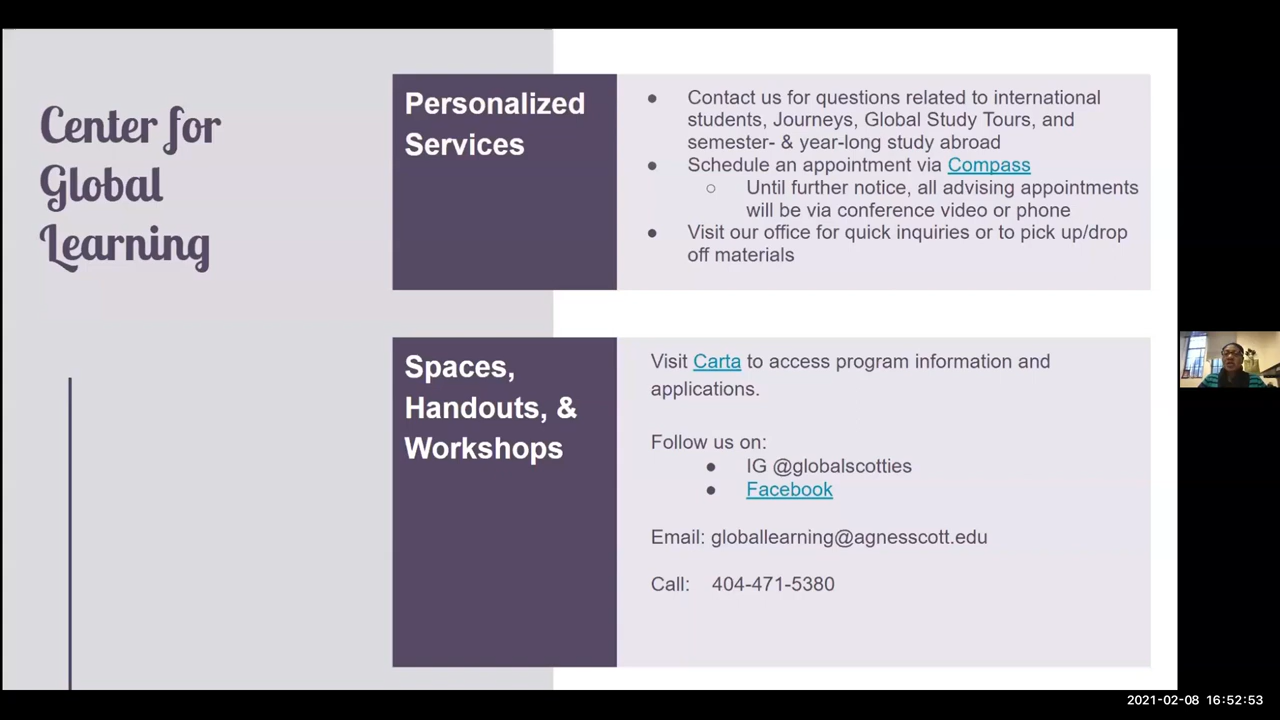 Center for
Global
Learning
Personalized
Services
● Contact us for questions related to international
students, Journeys, Global Study Tours, and
semester- & year-long study abroad
● Schedule an appointment via Compass
○ Until further notice, all advising appointments
will be via conference video or phone
● Visit our office for quick inquiries or to pick up/drop
off materials
Spaces,
Handouts, &
Workshops
Visit Carta to access program information and
applications.
Follow us on:
● IG @globalscotties
● Facebook
Email: globallearning@agnesscott.edu
Call: 404-471-5380
2021-02-08 16:52:53